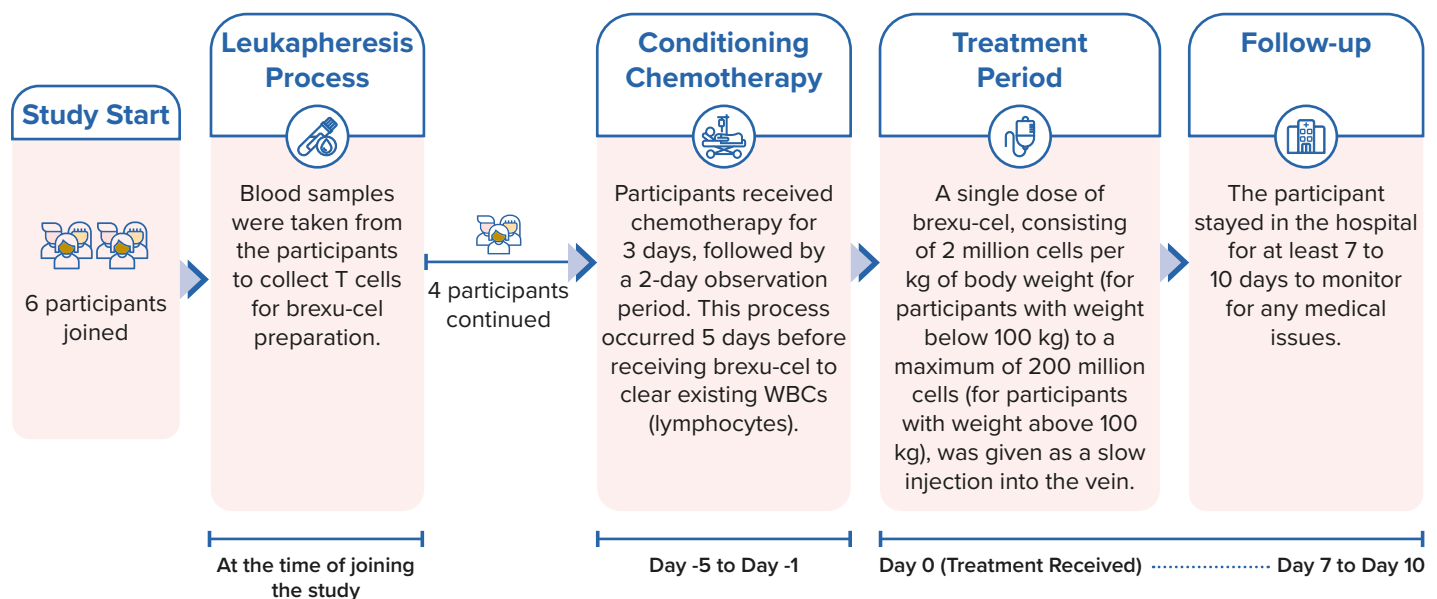 Study Start
6 participants
joined
Leukapheresis
Process
Blood samples
were taken from
the participants
to collect T cells
for brexu-cel
preparation.
At the time of joining
the study
4 participants
continued
Conditioning
Chemotherapy
Participants received
chemotherapy for
3 days, followed by
a 2-day observation
period. This process
occurred 5 days before
receiving brexu-cel to
clear existing WBCs
(lymphocytes).
Day -5 to Day -1
Treatment
Period
A single dose of
brexu-cel, consisting
of 2 million cells per
kg of body weight (for
participants with weight
below 100 kg) to a
maximum of 200 million
cells (for participants
with weight above 100
kg), was given as a slow
injection into the vein.
Follow-up
The participant
stayed in the hospital
for at least 7 to
10 days to monitor
for any medical
issues.
Day 0 (Treatment Received) ........................ Day 7 to Day 10